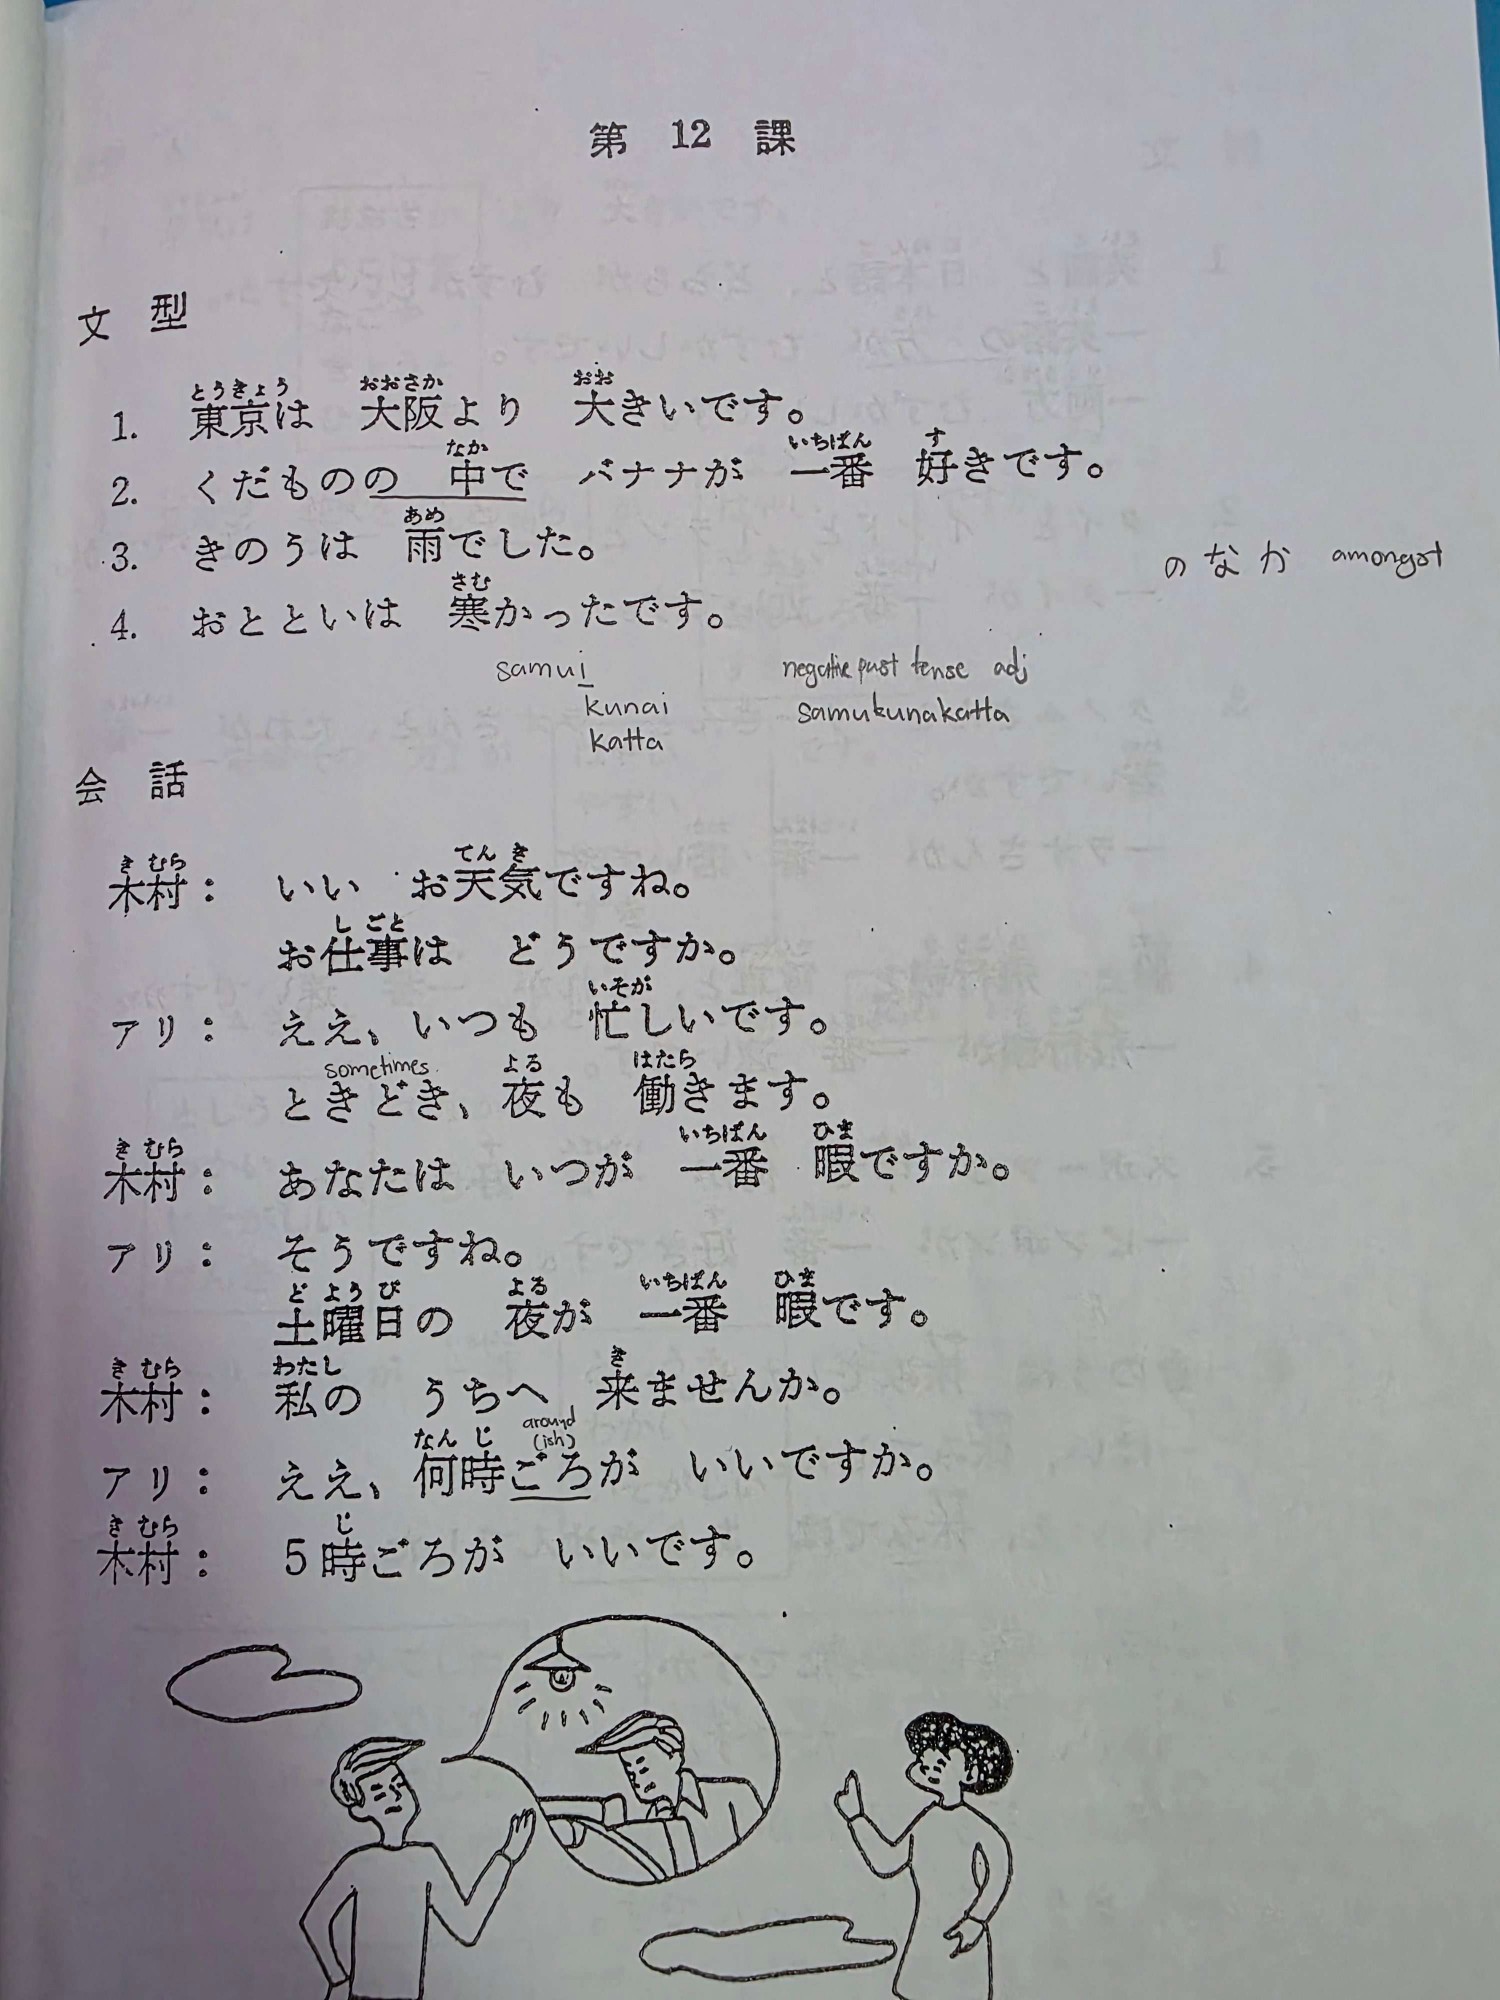 第 12 課
文 型
1. 東京は 大阪より 大きいです。
2. くだものの 中で バナナが 一番 好きです。
3. きのうは 雨でした。
のなか amongst
4. おとといは 寒かったです。
samui negative past tense adj
kunai samukunakatta
katta
会 話
木村： いい お天気ですね。
お仕事は どうですか。
アリ： ええ、いつも 忙しいです。
sometimes
ときどき、夜も 働きます。
木村： あなたは いつが 一番 暇ですか。
アリ： そうですね。
土曜日の 夜が 一番 暇です。
木村： 私の うちへ 来ませんか。
around
(ish)
アリ： ええ、何時ごろが いいですか。
木村： 5時ごろが いいです。